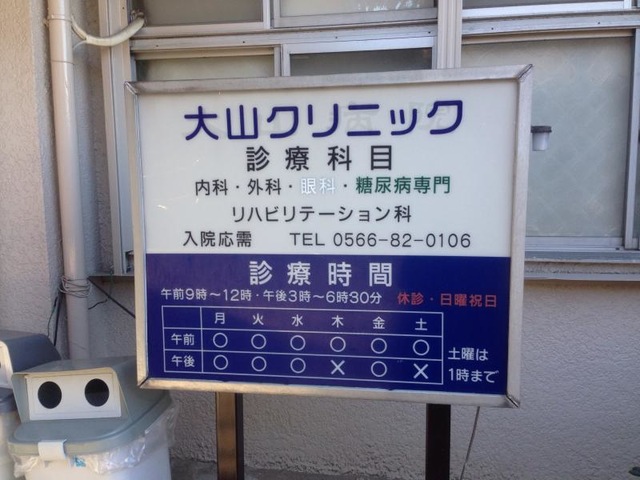 大山クリニック
診療科目
内科・外科・眼科・糖尿病専門
リハビリテーション科
入院応需 TEL 0566-82-0106
診療時間
午前9時～12時・午後3時～6時30分 休診・日曜祝日
月 火 水 木 金 土
午前 ○ ○ ○ ○ ○ ○ 土曜は
午後 ○ ○ ○ × ○ × 1時まで